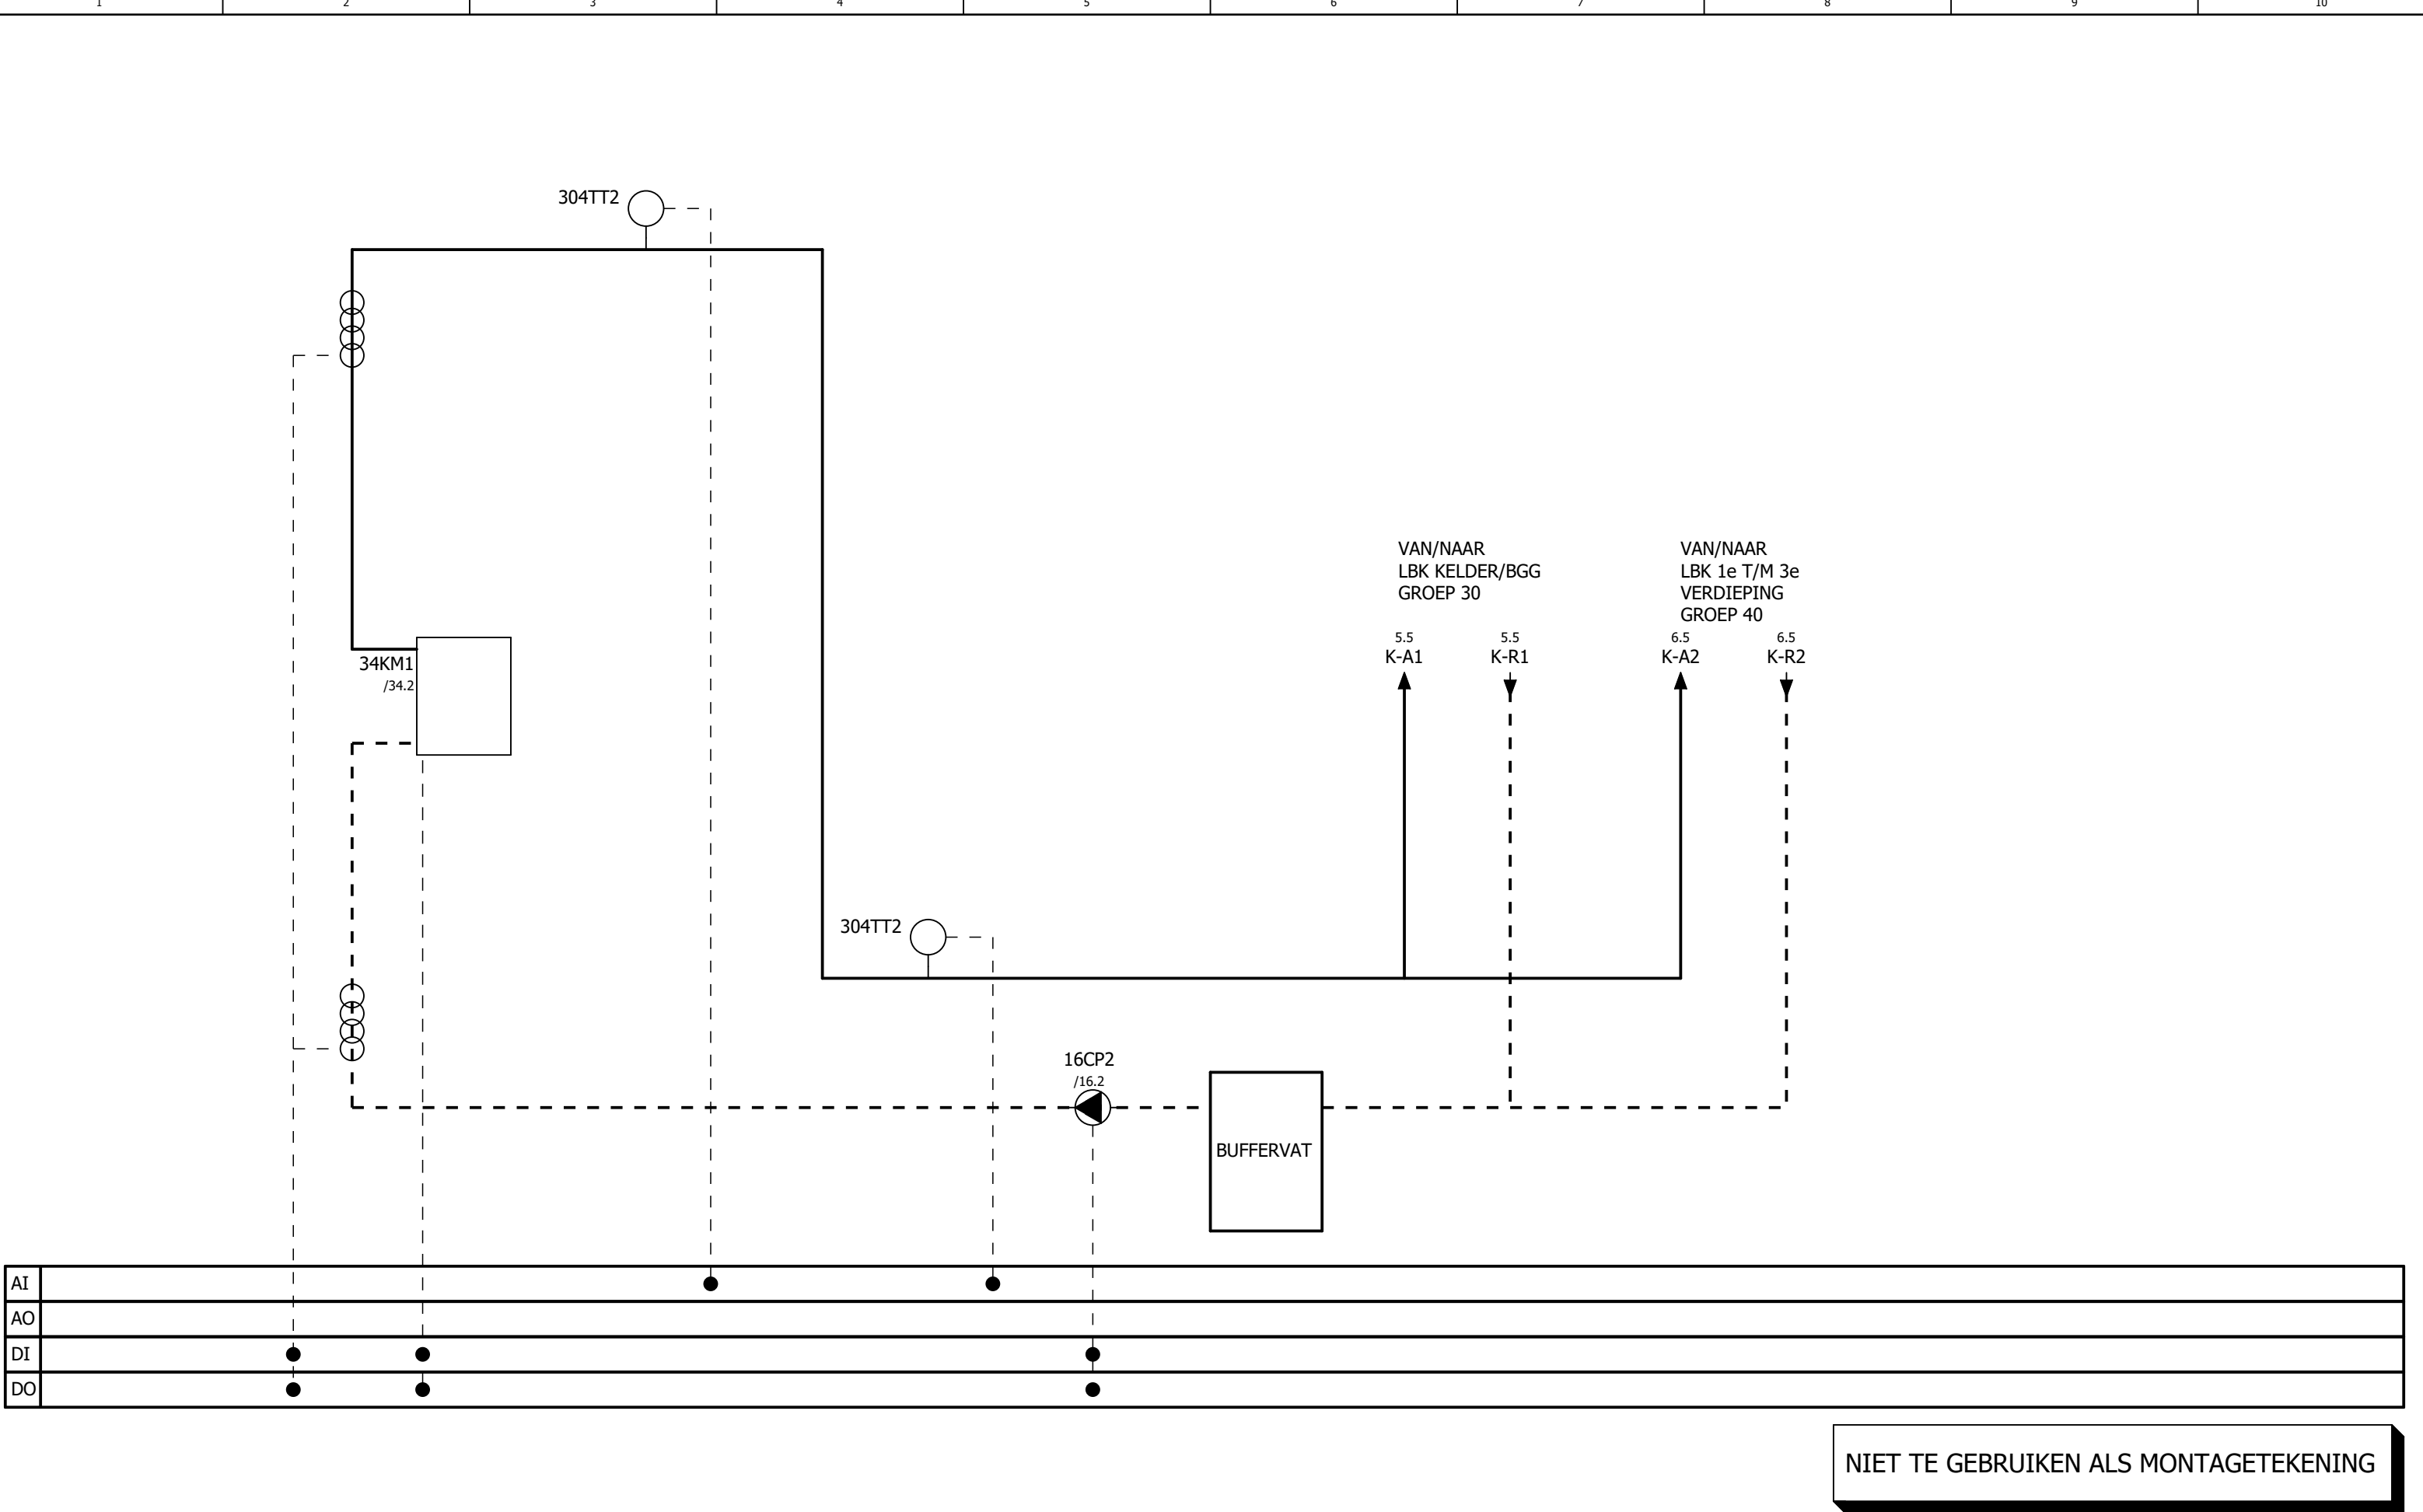 1 2 3 4 5 6 7 8 9 10
304TT2
VAN/NAAR
LBK KELDER/BGG
GROEP 30
VAN/NAAR
LBK 1e T/M 3e
VERDIEPING
GROEP 40
5.5 5.5 6.5 6.5
K-A1 K-R1 K-A2 K-R2
34KM1
/34.2
304TT2
16CP2
/16.2
BUFFERVAT
AI
AO
DI
DO
NIET TE GEBRUIKEN ALS MONTAGETEKENING